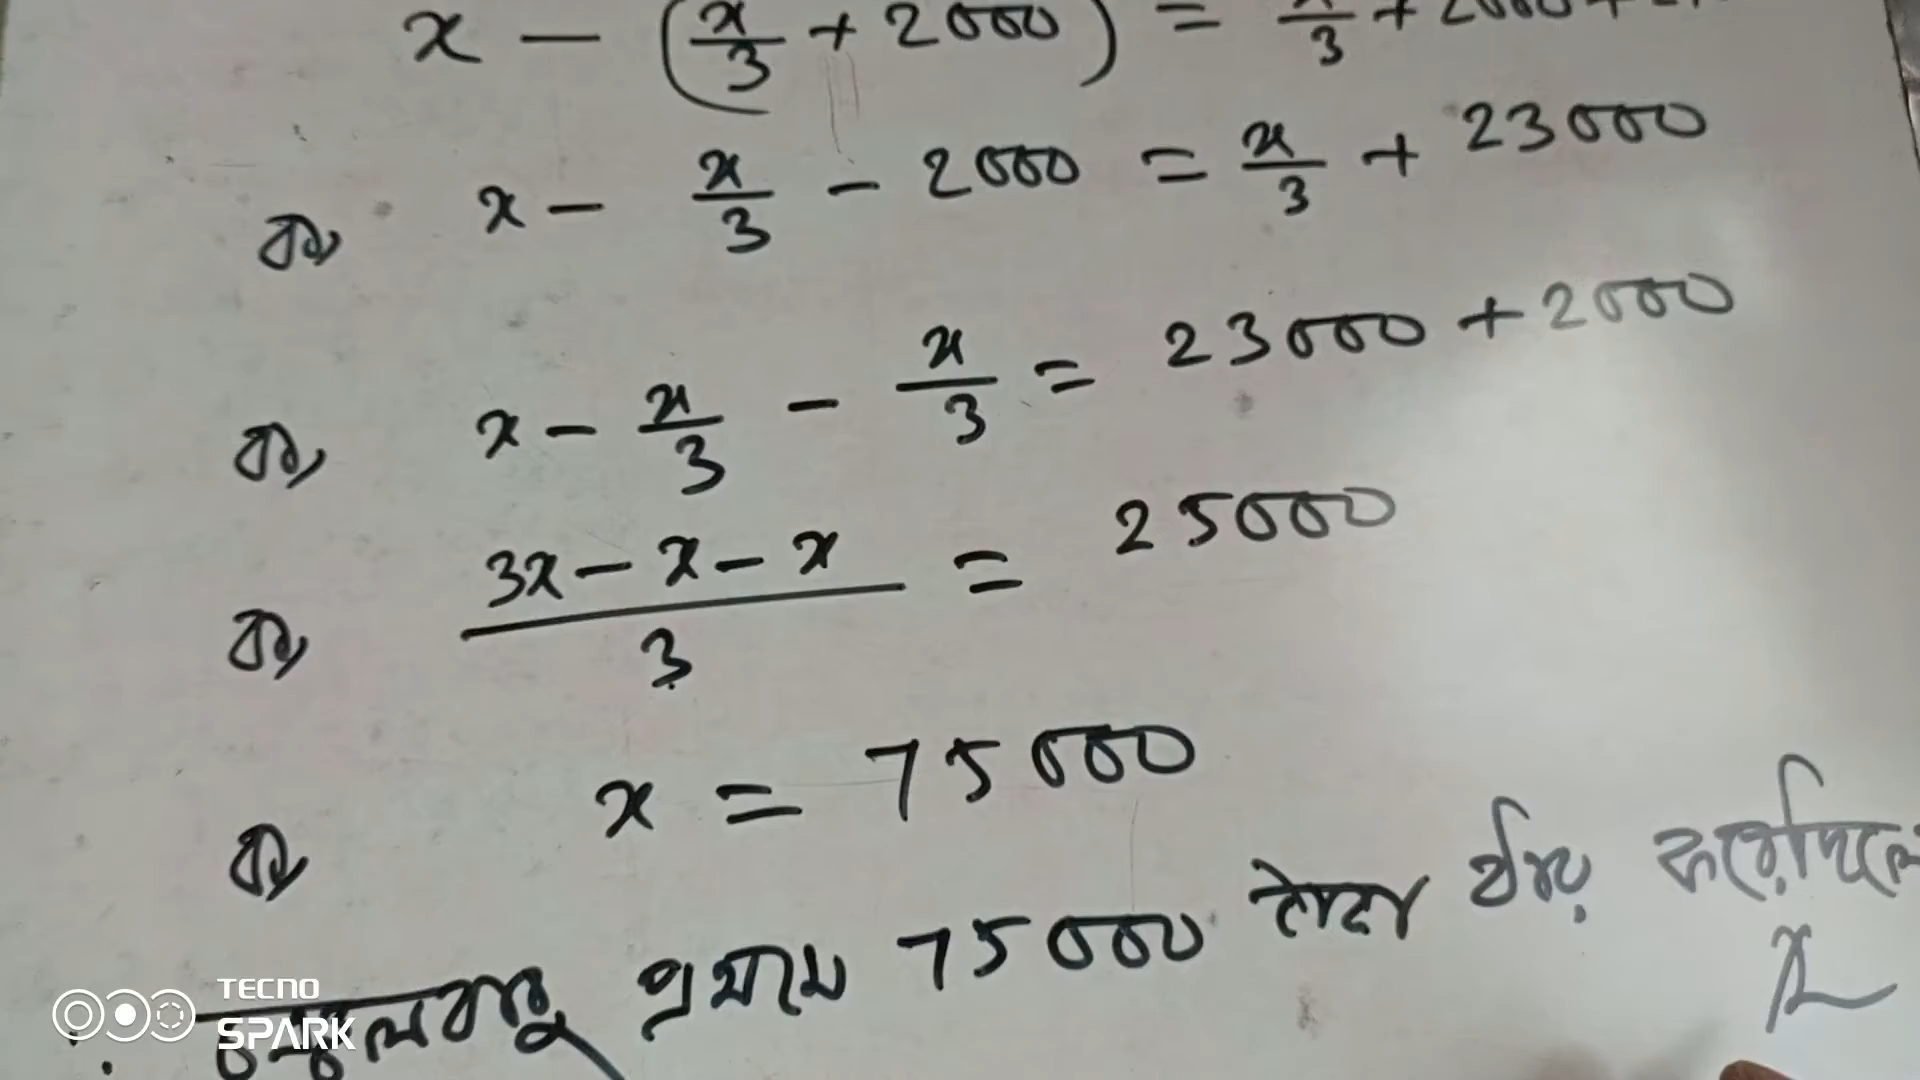 x - (x/3 + 2000) = x/3 + 2000 +
বা, x - x/3 - 2000 = x/3 + 23000
বা, x - x/3 - x/3 = 23000 + 2000
বা, (3x - x - x)/3 = 25000
বা, x = 75000
∴ প্রথমে 75000 টাকা
TECNO
SPARK